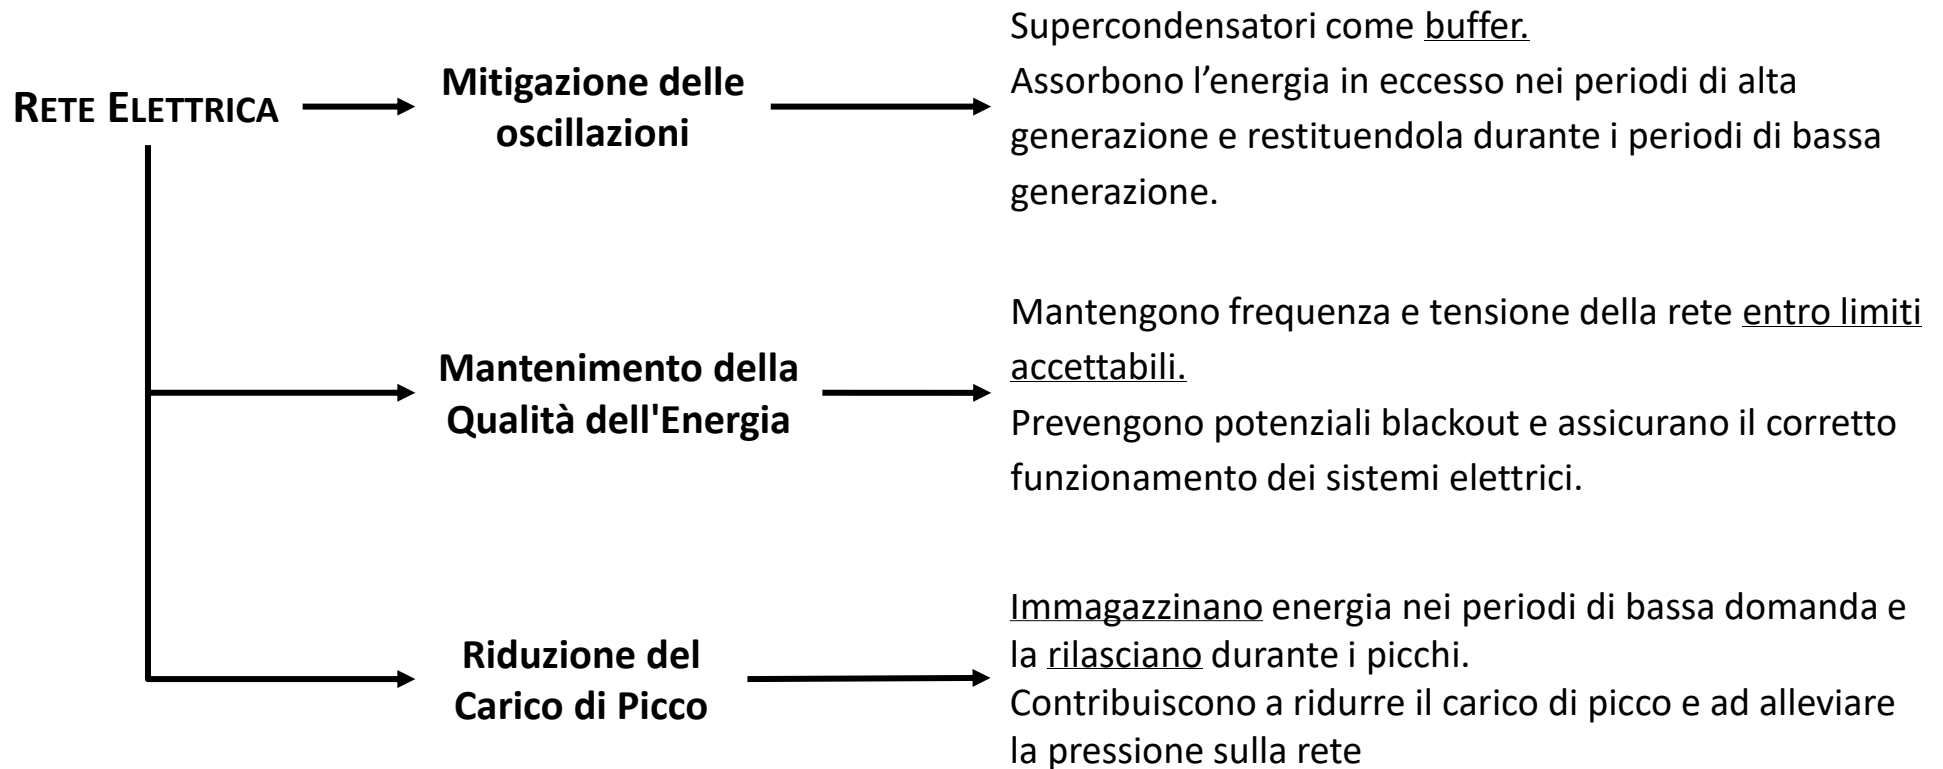 RETE ELETTRICA
Mitigazione delle
oscillazioni
Supercondensatori come buffer.
Assorbono l’energia in eccesso nei periodi di alta
generazione e restituendola durante i periodi di bassa
generazione.
Mantenimento della
Qualità dell'Energia
Mantengono frequenza e tensione della rete entro limiti
accettabili.
Prevengono potenziali blackout e assicurano il corretto
funzionamento dei sistemi elettrici.
Riduzione del
Carico di Picco
Immagazzinano energia nei periodi di bassa domanda e
la rilasciano durante i picchi.
Contribuiscono a ridurre il carico di picco e ad alleviare
la pressione sulla rete